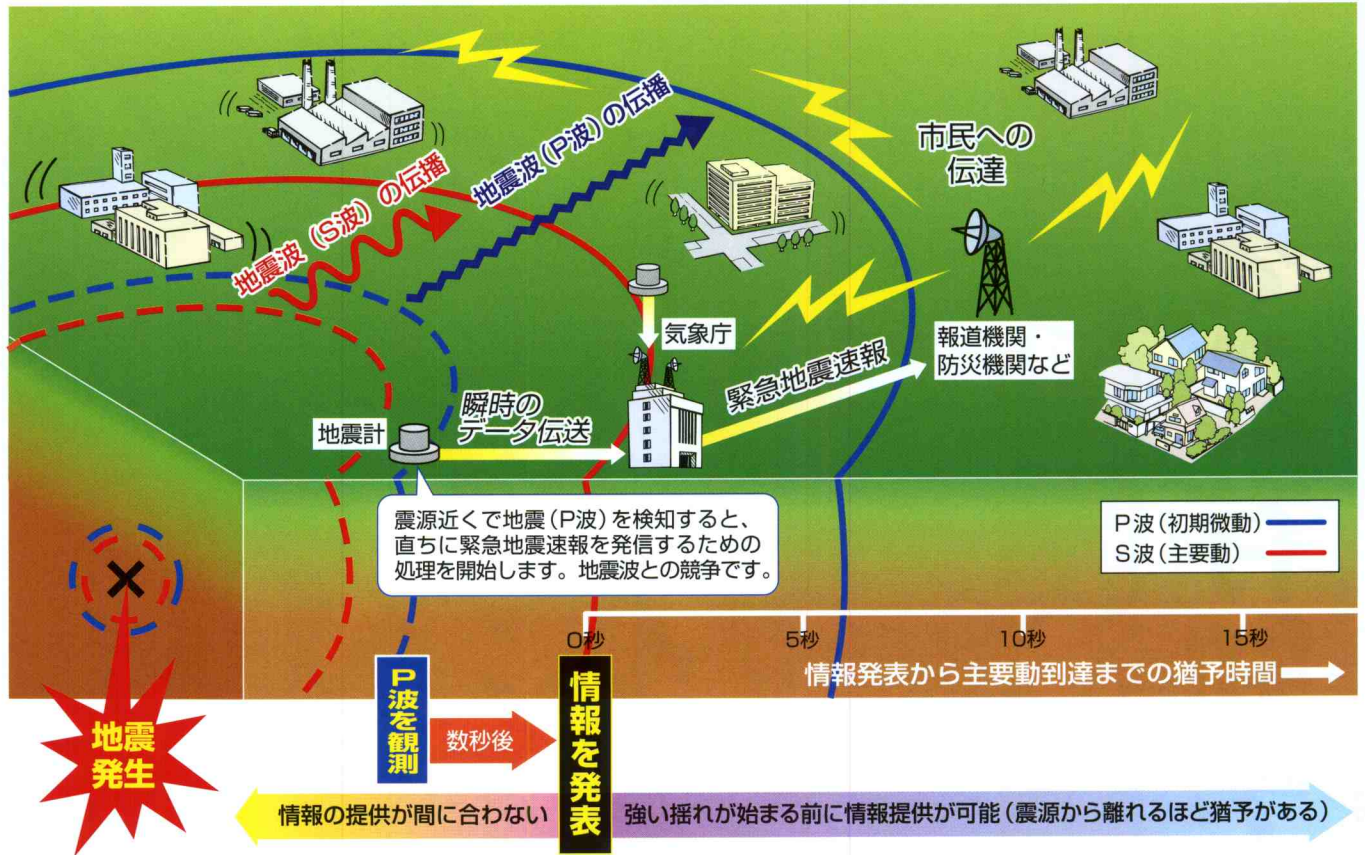 市民への
伝達
地震波(P波)の伝播
地震波(S波)の伝播
気象庁
報道機関・
防災機関など
緊急地震速報
瞬時の
データ伝送
地震計
震源近くで地震(P波)を検知すると、
直ちに緊急地震速報を発信するための
処理を開始します。地震波との競争です。
P波(初期微動)
S波(主要動)
0秒
5秒
10秒
15秒
情報発表から主要動到達までの猶予時間
地震
発生
P波を観測
数秒後
情報を発表
情報の提供が間に合わない
強い揺れが始まる前に情報提供が可能(震源から離れるほど猶予がある)